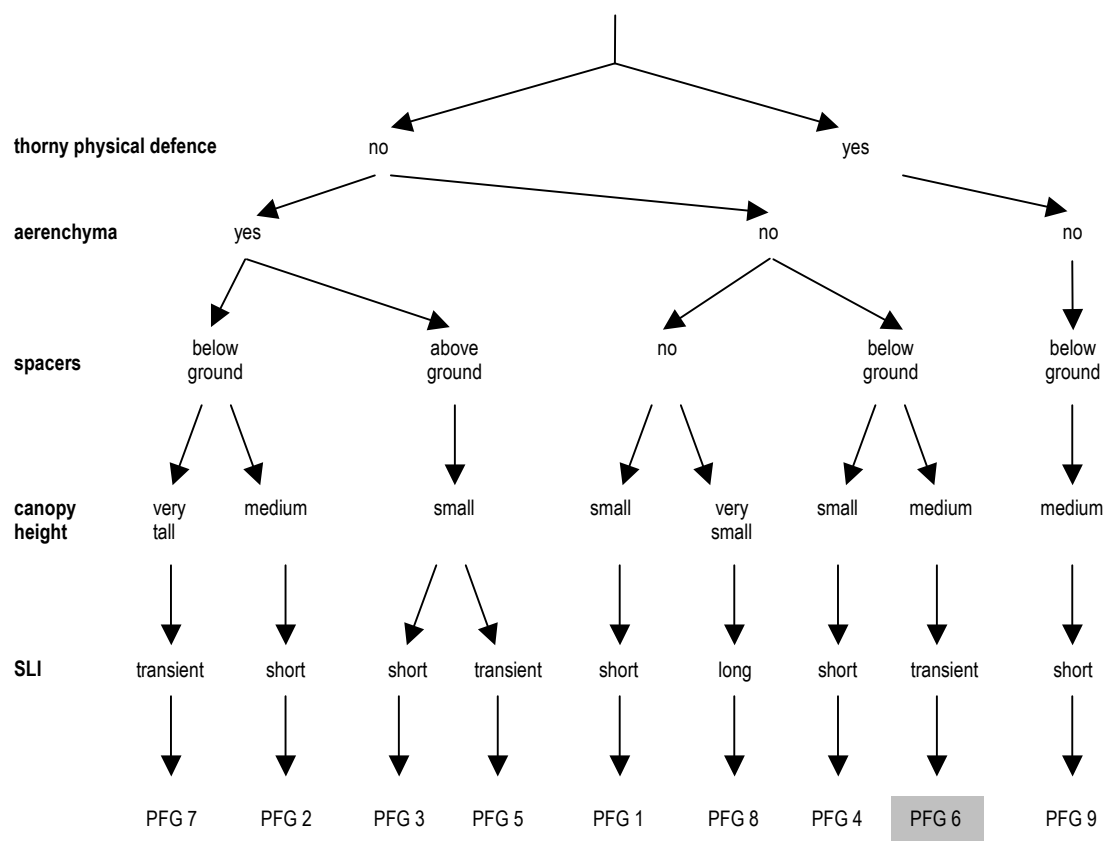 thorny physical defence no yes
aerenchyma yes no no
spacers below ground above ground no below ground below ground
canopy height very tall medium small small very small small medium medium
SLI transient short short transient short long short transient short
PFG 7 PFG 2 PFG 3 PFG 5 PFG 1 PFG 8 PFG 4 PFG 6 PFG 9